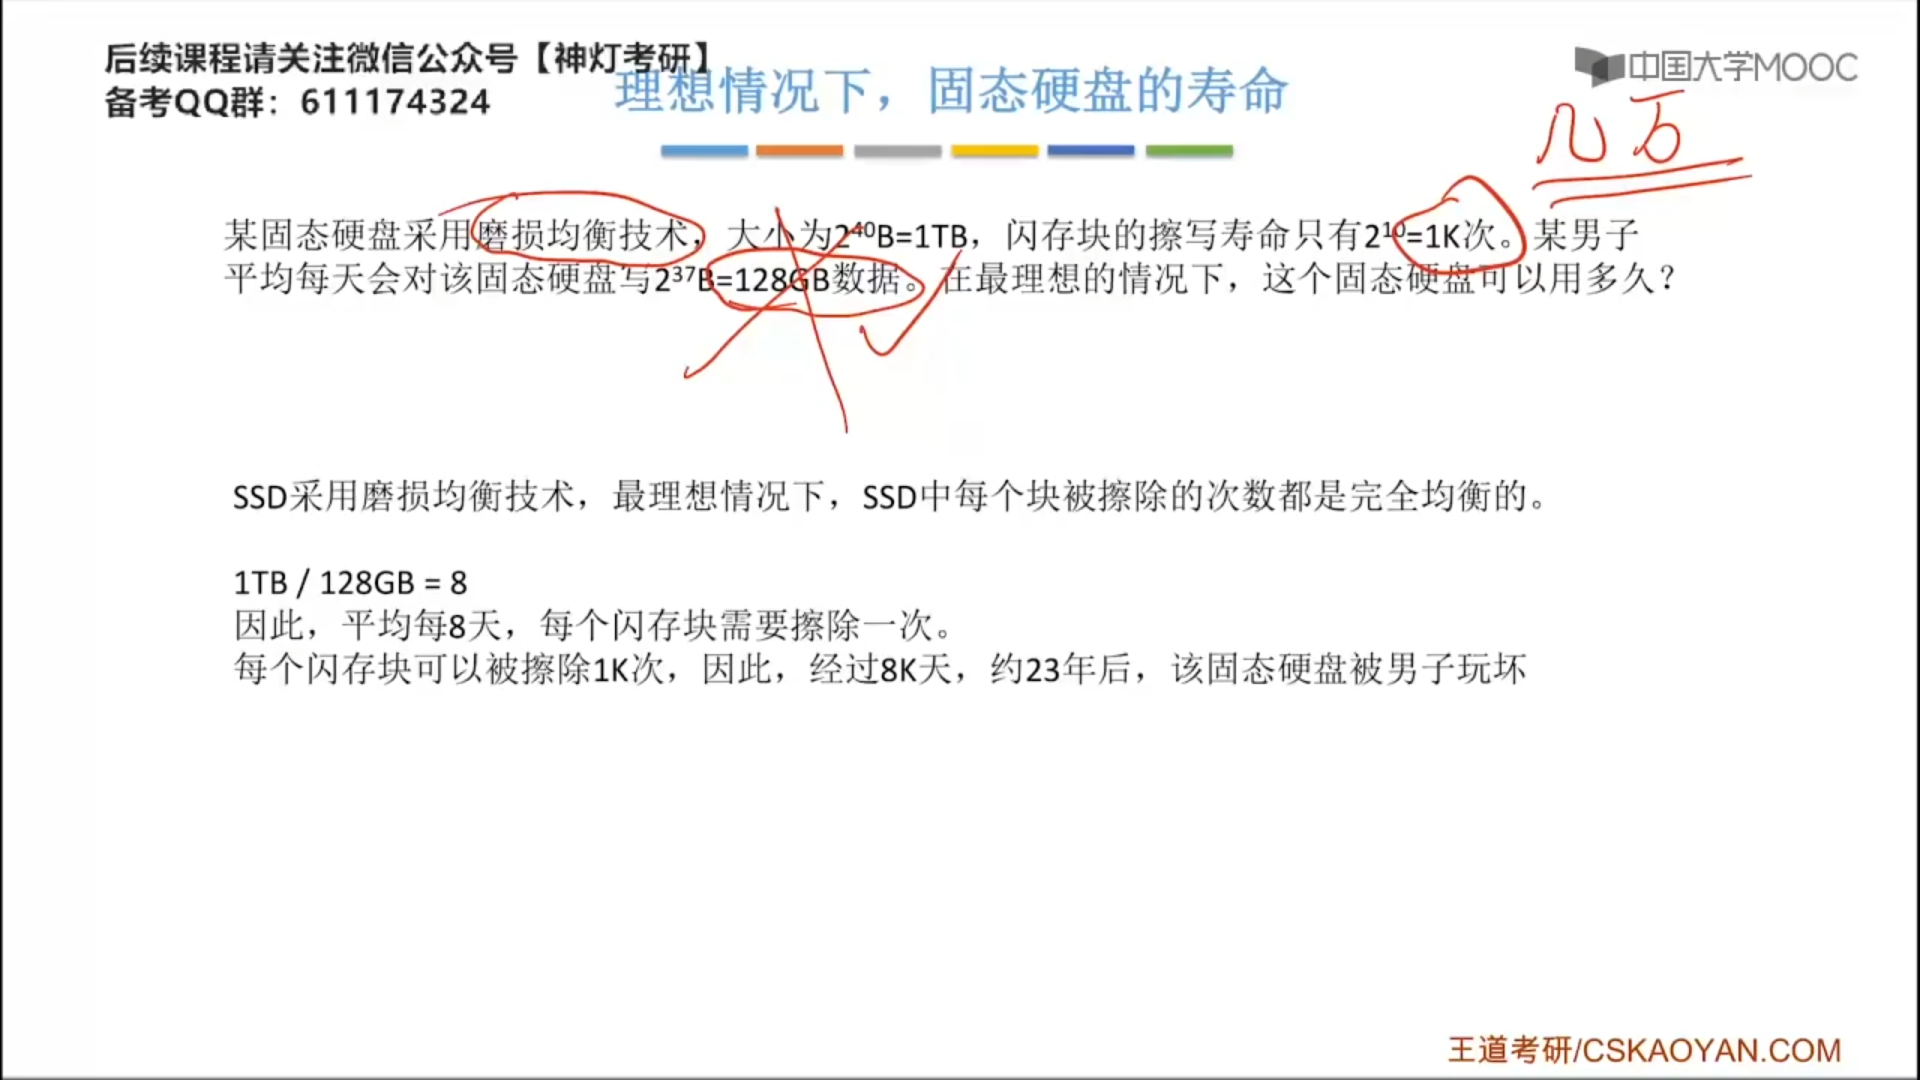 后续课程请关注微信公众号【神灯考研】
备考QQ群：611174324
理想情况下，固态硬盘的寿命
中国大学MOOC
几万
某固态硬盘采用磨损均衡技术，大小为2⁴⁰B=1TB，闪存块的擦写寿命只有2¹⁰=1K次。某男子
平均每天会对该固态硬盘写2³⁷B=128GB数据。在最理想的情况下，这个固态硬盘可以用多久？
SSD采用磨损均衡技术，最理想情况下，SSD中每个块被擦除的次数都是完全均衡的。
1TB / 128GB = 8
因此，平均每8天，每个闪存块需要擦除一次。
每个闪存块可以被擦除1K次，因此，经过8K天，约23年后，该固态硬盘被男子玩坏
王道考研/CSKAOYAN.COM